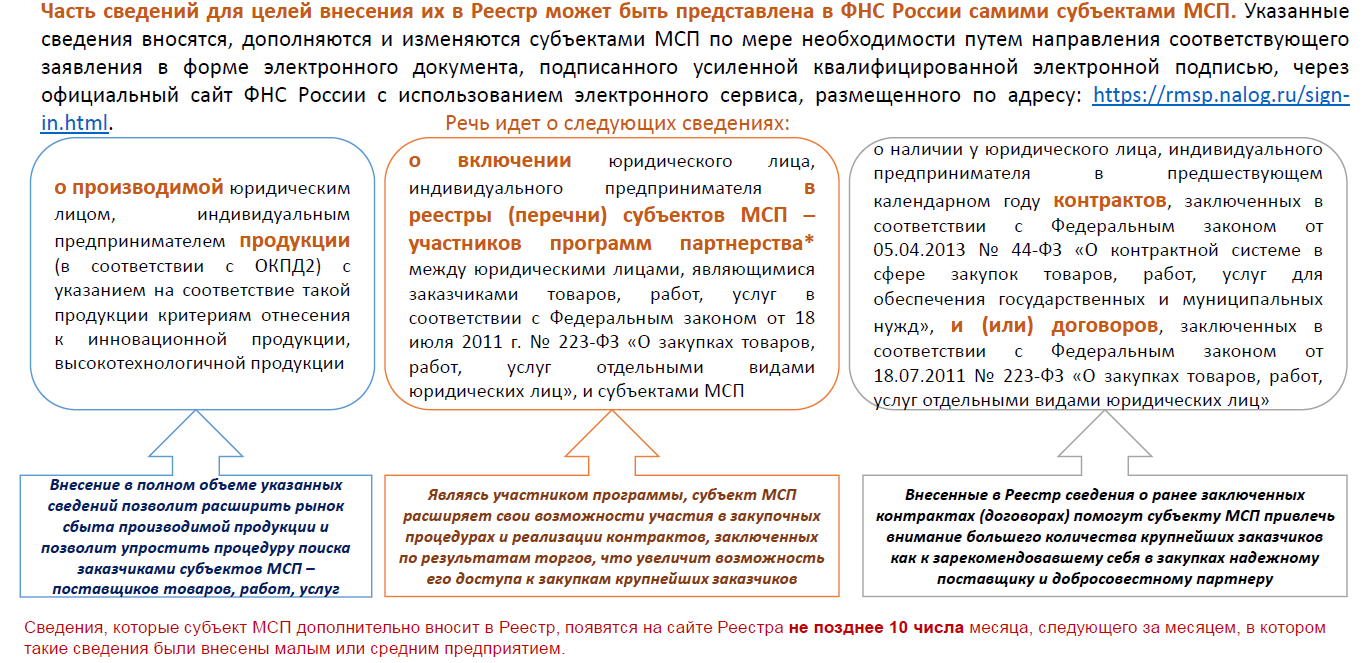 Часть сведений для целей внесения их в Реестр может быть представлена в ФНС России самими субъектами МСП. Указанные
сведения вносятся, дополняются и изменяются субъектами МСП по мере необходимости путем направления соответствующего
заявления в форме электронного документа, подписанного усиленной квалифицированной электронной подписью, через
официальный сайт ФНС России с использованием электронного сервиса, размещенного по адресу: https://rmsp.nalog.ru/sign-
in.html.
Речь идет о следующих сведениях:
о производимой юридическим
лицом, индивидуальным
предпринимателем продукции
(в соответствии с ОКПД2) с
указанием на соответствие такой
продукции критериям отнесения
к инновационной продукции,
высокотехнологичной продукции
о включении юридического лица,
индивидуального предпринимателя в
реестры (перечни) субъектов МСП –
участников программ партнерства*
между юридическими лицами, являющимися
заказчиками товаров, работ, услуг в
соответствии с Федеральным законом от 18
июля 2011 г. № 223-ФЗ «О закупках товаров,
работ, услуг отдельными видами
юридических лиц», и субъектами МСП
о наличии у юридического лица, индивидуального
предпринимателя в предшествующем
календарном году контрактов, заключенных в
соответствии с Федеральным законом от
05.04.2013 № 44-ФЗ «О контрактной системе в
сфере закупок товаров, работ, услуг для
обеспечения государственных и муниципальных
нужд», и (или) договоров, заключенных в
соответствии с Федеральным законом от
18.07.2011 № 223-ФЗ «О закупках товаров, работ,
услуг отдельными видами юридических лиц»
Внесение в полном объеме указанных
сведений позволит расширить рынок
сбыта производимой продукции и
позволит упростить процедуру поиска
заказчиками субъектов МСП –
поставщиков товаров, работ, услуг
Являясь участником программы, субъект МСП
расширяет свои возможности участия в закупочных
процедурах и реализации контрактов, заключенных
по результатам торгов, что увеличит возможность
его доступа к закупкам крупнейших заказчиков
Внесенные в Реестр сведения о ранее заключенных
контрактах (договорах) помогут субъекту МСП привлечь
внимание большего количества крупнейших заказчиков
как к зарекомендовавшему себя в закупках надежному
поставщику и добросовестному партнеру
Сведения, которые субъект МСП дополнительно вносит в Реестр, появятся на сайте Реестра не позднее 10 числа месяца, следующего за месяцем, в котором
такие сведения были внесены малым или средним предприятием.